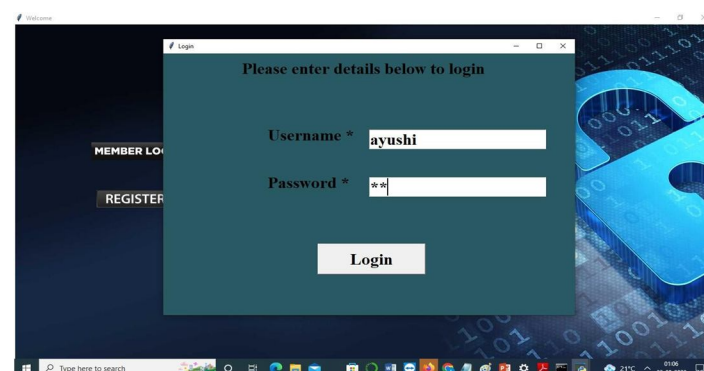 Welcome
Login
Please enter details below to login
MEMBER LO
Username *
ayushi
REGISTER
Password *
**
Login
Type here to search
21°C
01:06